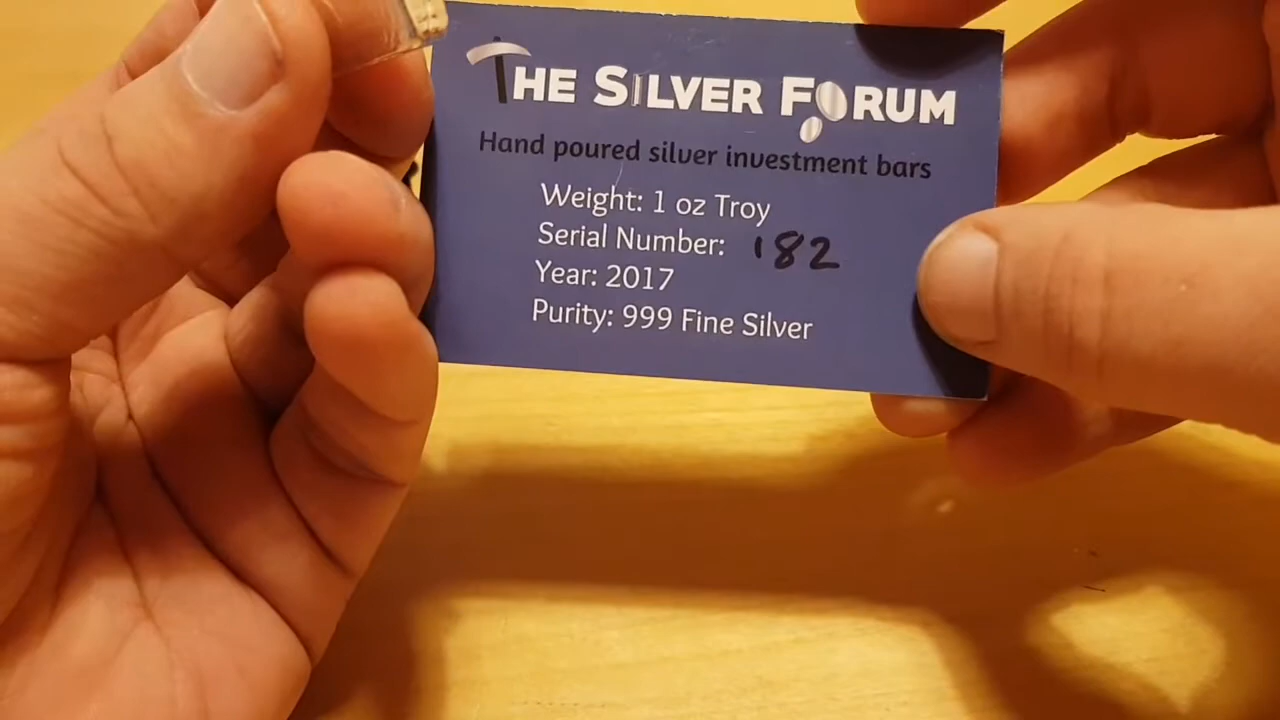 THE SILVER FORUM
Hand poured silver investment bars
Weight: 1 oz Troy
Serial Number: 182
Year: 2017
Purity: 999 Fine Silver